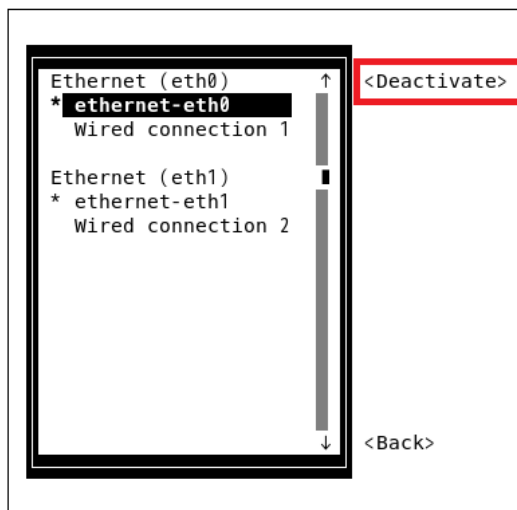 Ethernet (eth0) ↑ <Deactivate>
* ethernet-eth0
Wired connection 1
Ethernet (eth1)
* ethernet-eth1
Wired connection 2
↓ <Back>